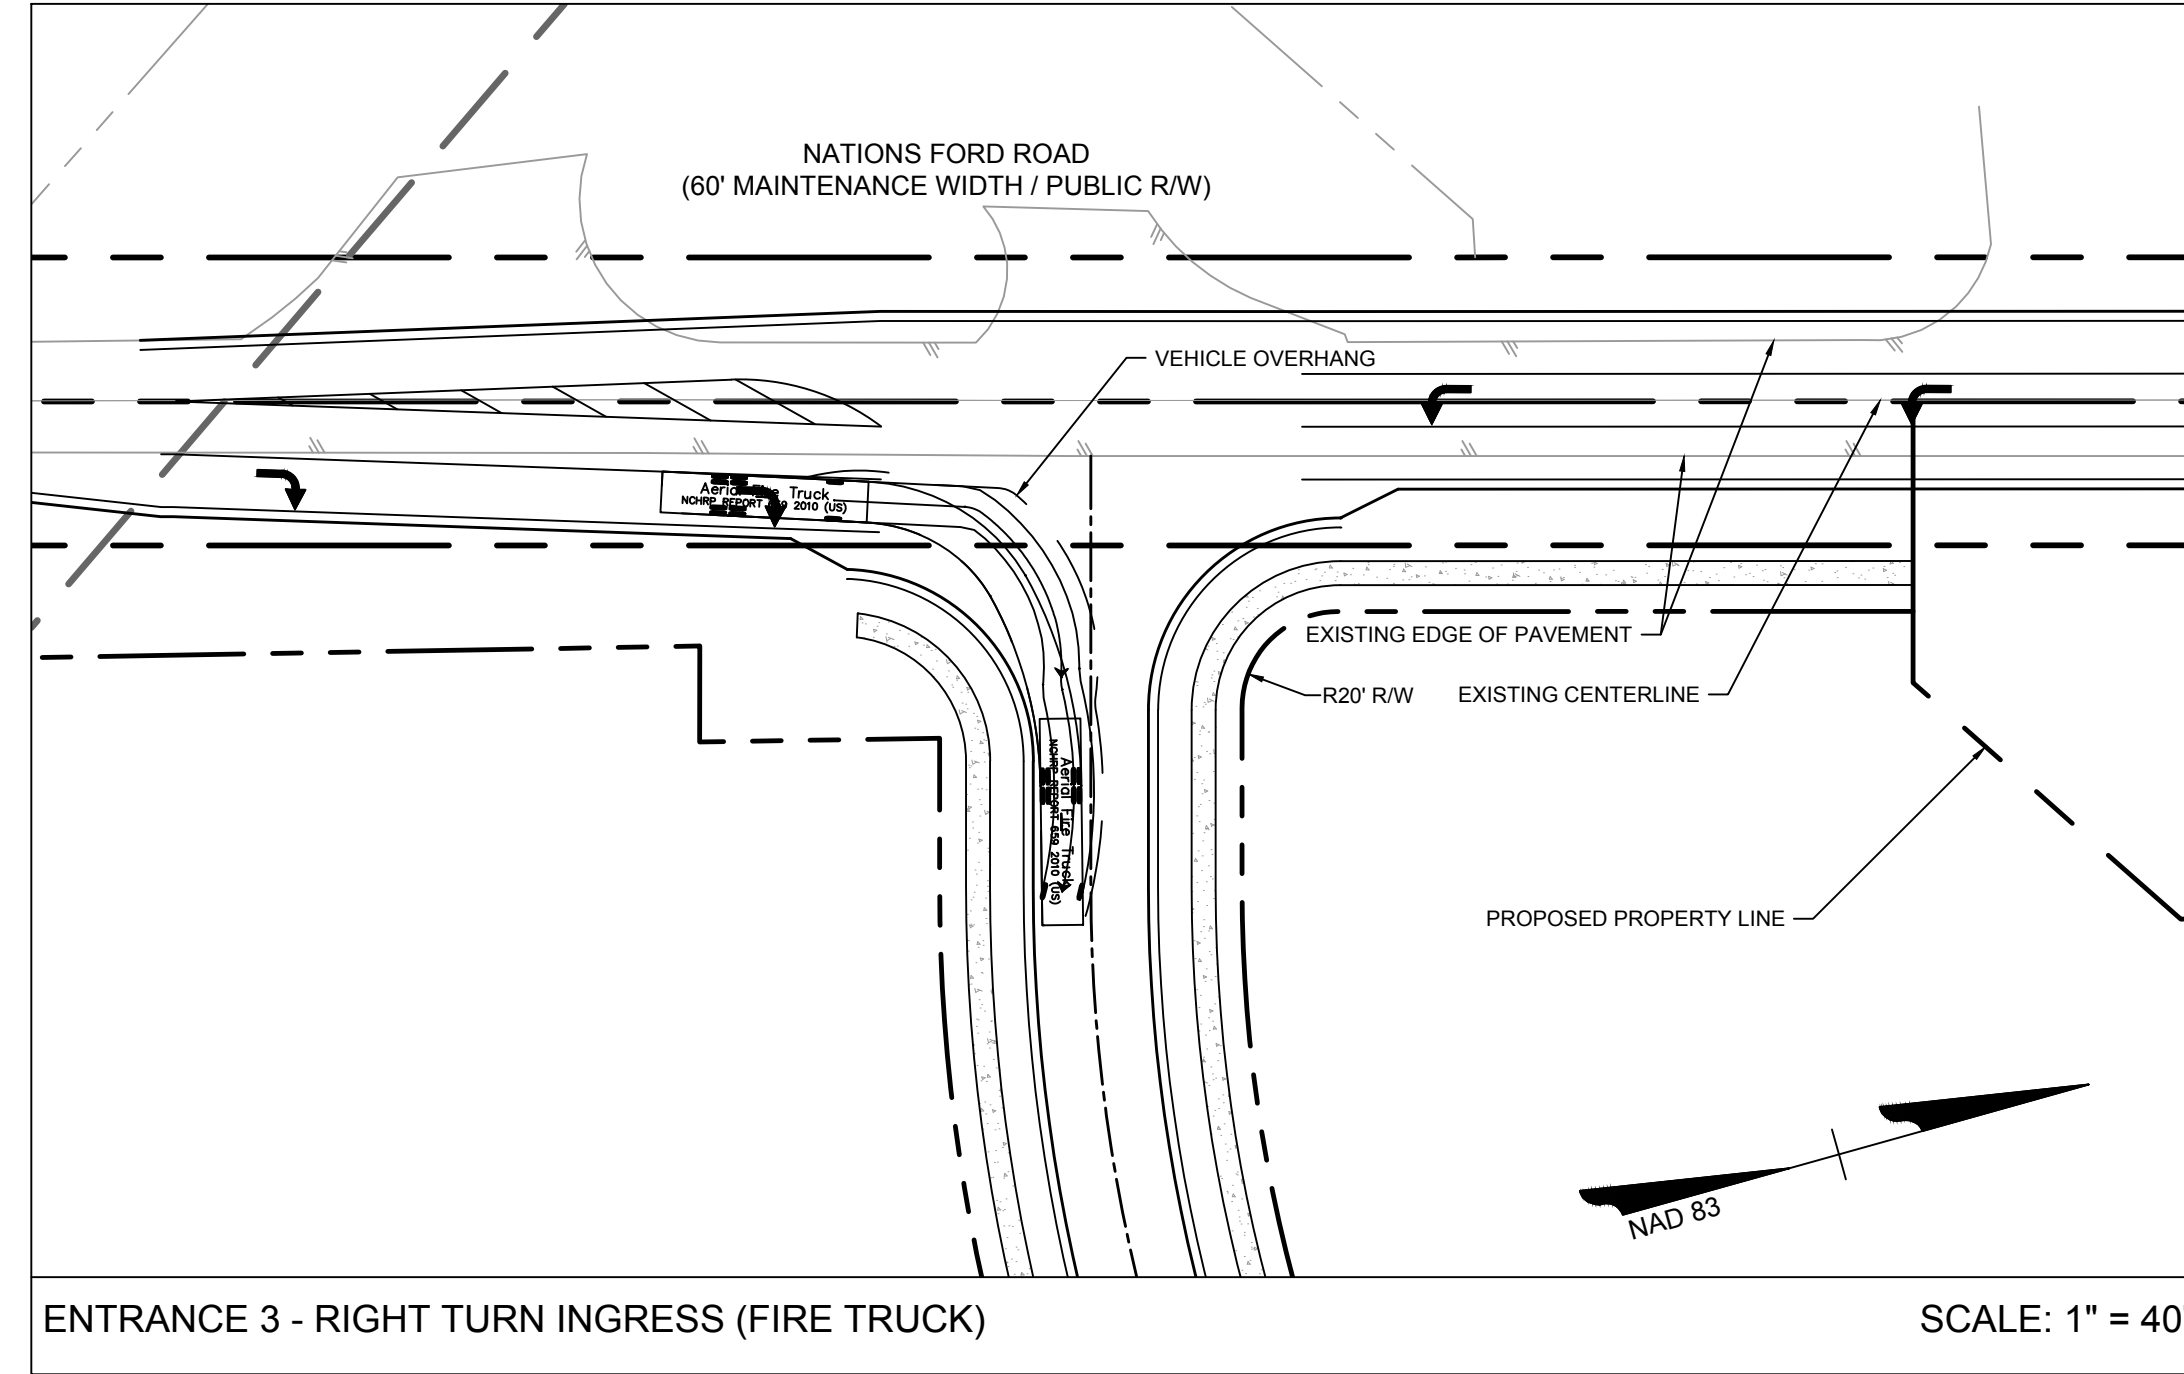 NATIONS FORD ROAD
(60' MAINTENANCE WIDTH / PUBLIC R/W)
VEHICLE OVERHANG
Aerial Fire Truck
NCHRP REPORT 659 2010 (US)
EXISTING EDGE OF PAVEMENT
R20' R/W
EXISTING CENTERLINE
Aerial Fire Truck
NCHRP REPORT 659 2010 (US)
PROPOSED PROPERTY LINE
NAD 83
ENTRANCE 3 - RIGHT TURN INGRESS (FIRE TRUCK)
SCALE: 1" = 40